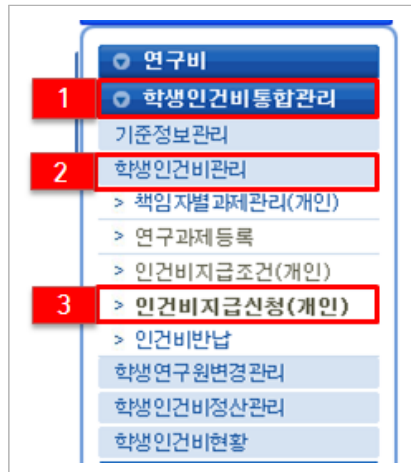 연구비
1 학생인건비통합관리
기준정보관리
2 학생인건비관리
> 책임자별과제관리(개인)
> 연구과제등록
> 인건비지급조건(개인)
3 > 인건비지급신청(개인)
> 인건비반납
학생연구원변경관리
학생인건비정산관리
학생인건비현황